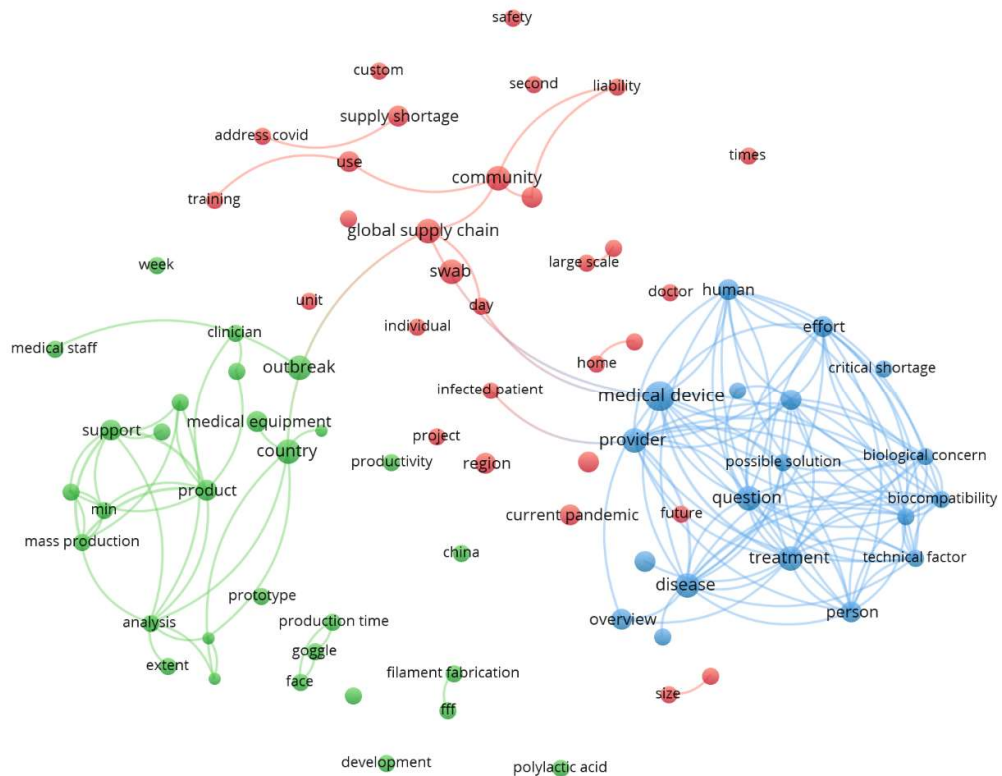 safety
custom
second
liability
supply shortage
address covid
times
use
community
training
global supply chain
week
large scale
swab
human
doctor
unit
day
effort
individual
clinician
medical staff
home
outbreak
critical shortage
infected patient
medical device
medical equipment
support
project
provider
country
productivity
region
possible solution
biological concern
product
question
biocompatibility
min
current pandemic
future
mass production
china
treatment
technical factor
disease
prototype
person
analysis
production time
overview
goggle
extent
face
filament fabrication
size
fff
development
polylactic acid